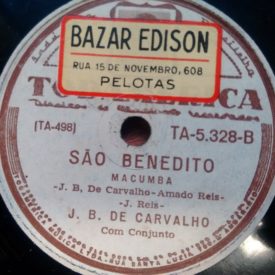 BAZAR EDISON
RUA 15 DE NOVEMBRO, 608
PELOTAS
[TA-498]
TA-5.328-B
SÃO BENEDITO
MACUMBA
-J. B. De Carvalho-Amado Reis-
-J. Reis-
J. B. DE CARVALHO
Com Conjunto